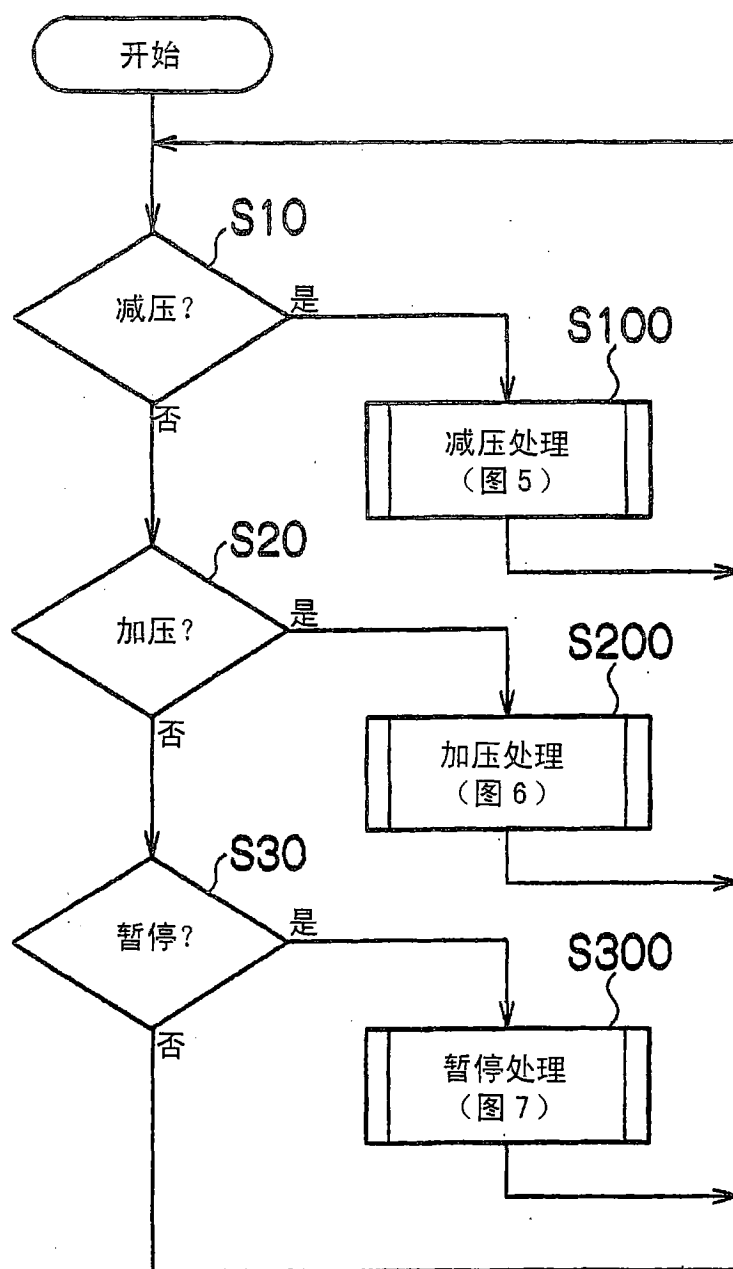 开始
S10
减压?
是
否
S100
减压处理
(图5)
S20
加压?
是
否
S200
加压处理
(图6)
S30
暂停?
是
否
S300
暂停处理
(图7)